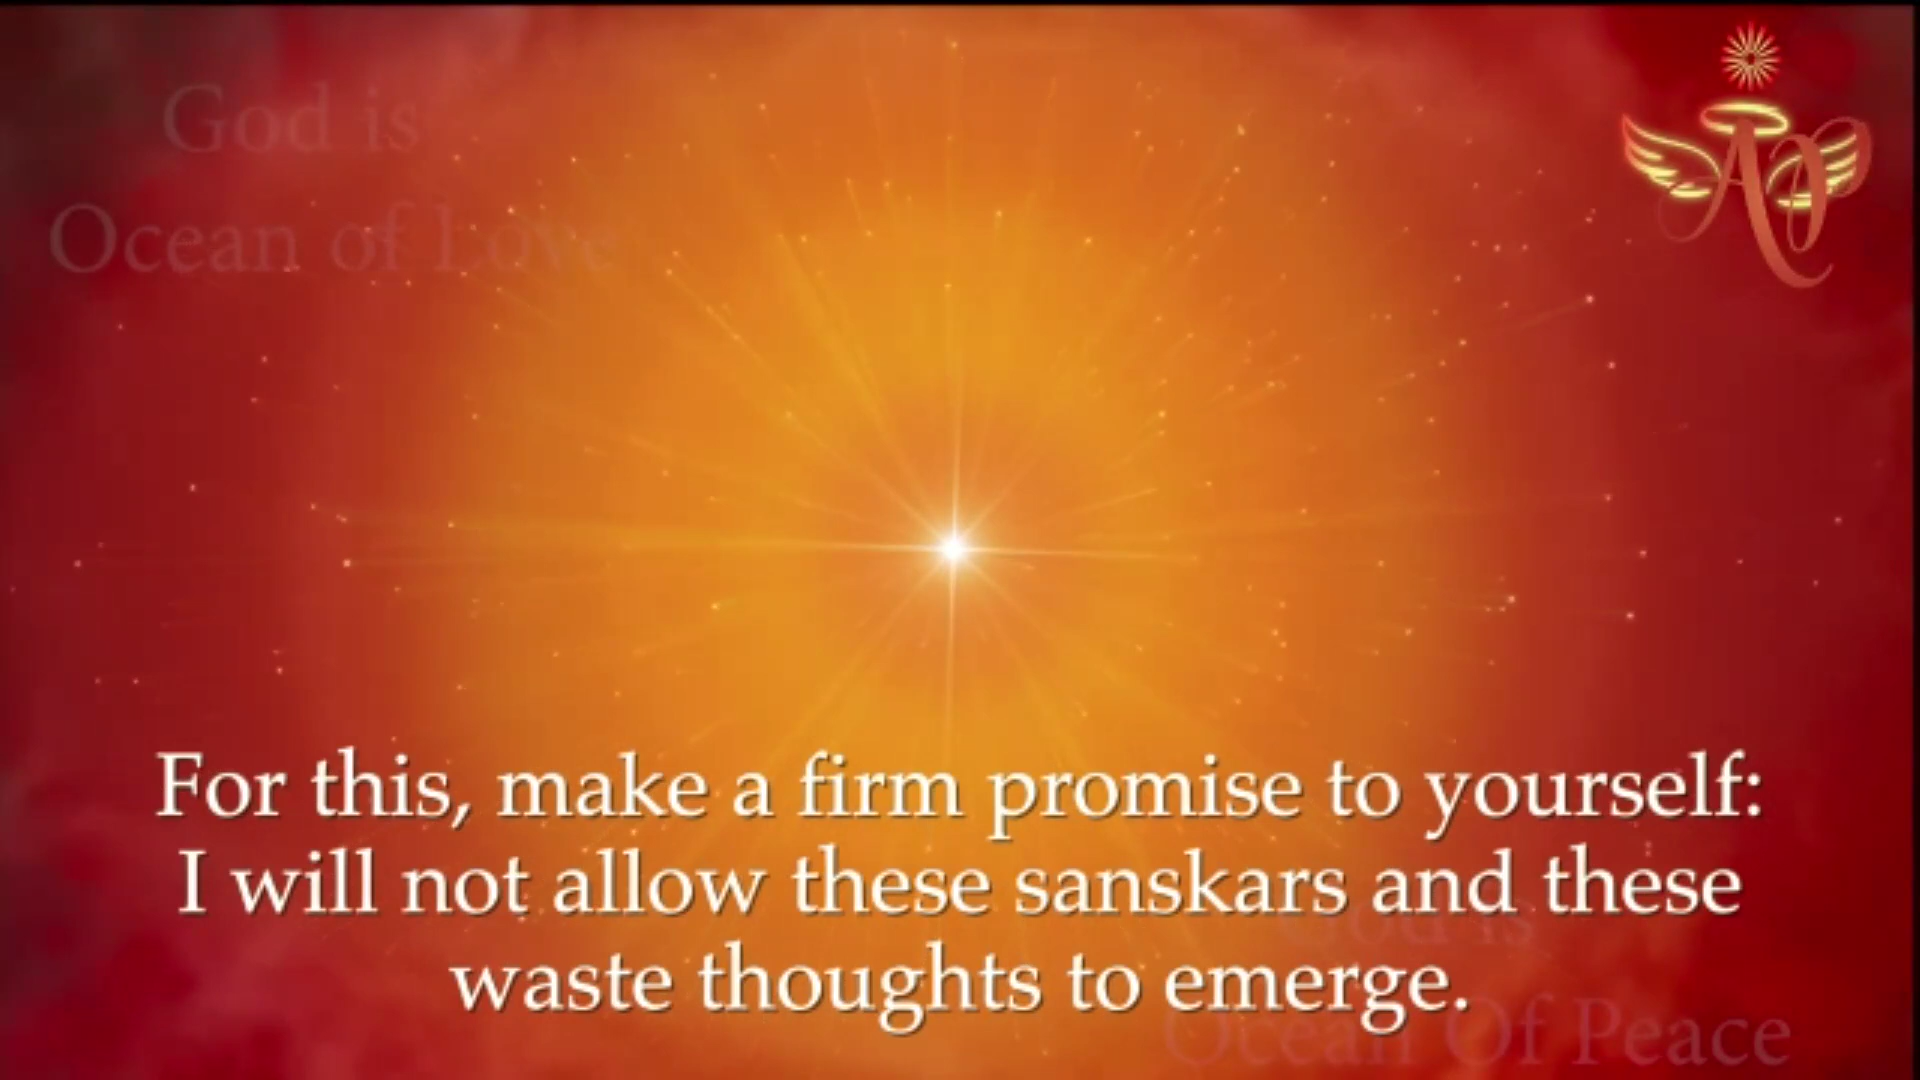 God is
Ocean of Love
AP
For this, make a firm promise to yourself:
I will not allow these sanskars and these
waste thoughts to emerge.
God is
Ocean Of Peace